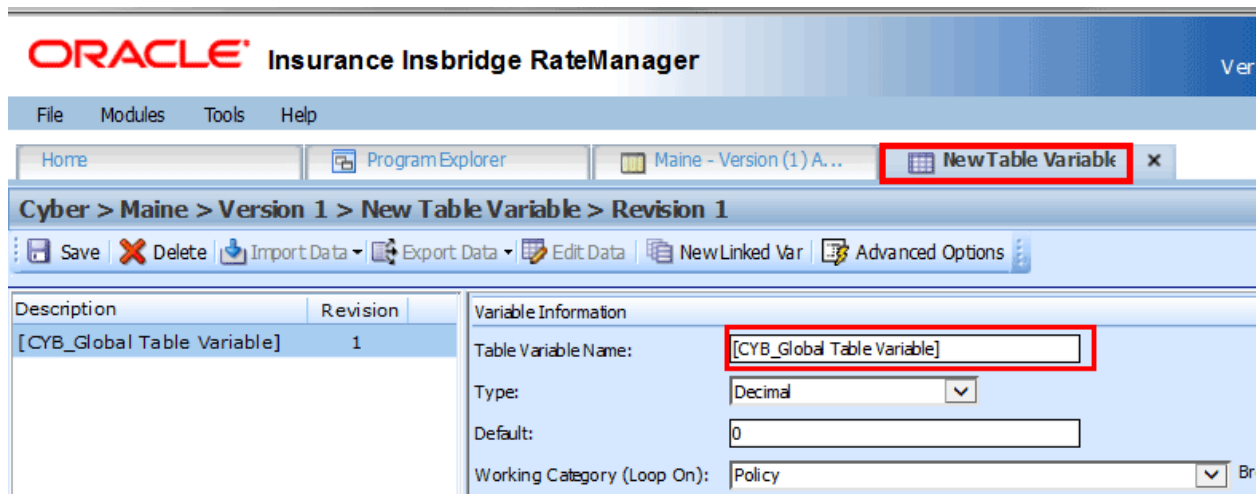 ORACLE® Insurance Insbridge RateManager
Ver
File Modules Tools Help
Home Program Explorer Maine - Version (1) A... New Table Variable
Cyber > Maine > Version 1 > New Table Variable > Revision 1
Save Delete Import Data Export Data Edit Data New Linked Var Advanced Options
Description Revision
[CYB_Global Table Variable] 1
Variable Information
Table Variable Name: [CYB_Global Table Variable]
Type: Decimal
Default: 0
Working Category (Loop On): Policy Br